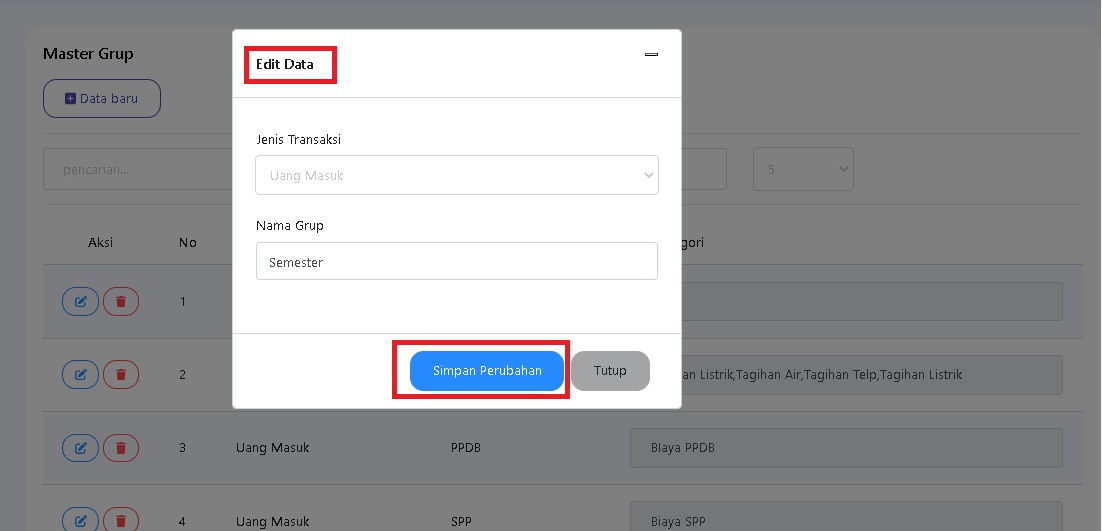 Master Grup
Edit Data
Data baru
Jenis Transaksi
pencarian....
Uang Masuk
5
Nama Grup
Aksi
No
gori
Semester
1
Simpan Perubahan
Tutup
2
an Listrik,Tagihan Air,Tagihan Telp,Tagihan Listrik
3
Uang Masuk
PPDB
BIaya PPDB
4
Uang Masuk
SPP
Biaya SPP